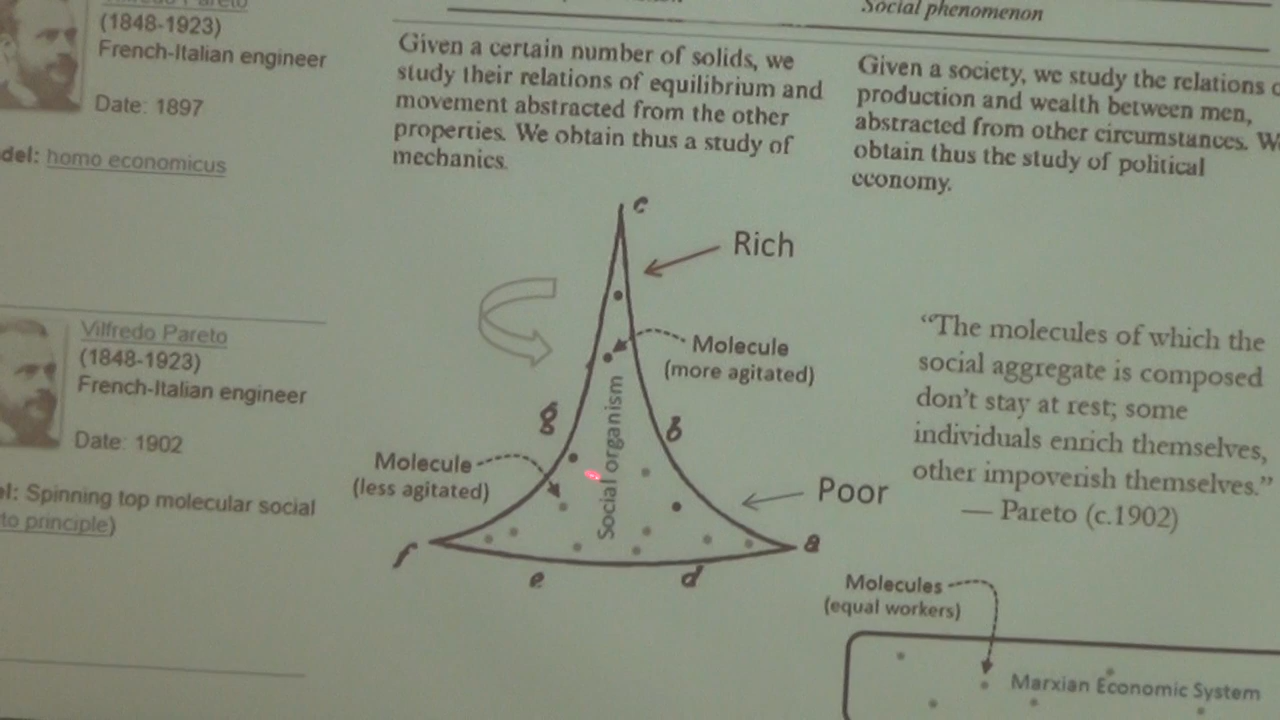 (1848-1923)
French-Italian engineer
Date: 1897
homo economicus
Social phenomenon
Given a certain number of solids, we
study their relations of equilibrium and
movement abstracted from the other
properties. We obtain thus a study of
mechanics.
Given a society, we study the relations
production and wealth between men,
abstracted from other circumstances.
obtain thus the study of political
economy.
c
Rich
Molecule
(more agitated)
g
b
Social organism
Molecule
(less agitated)
Poor
f
a
e
d
Vilfredo Pareto
(1848-1923)
French-Italian engineer
Date: 1902
Spinning top molecular social
principle)
“The molecules of which the
social aggregate is composed
don’t stay at rest; some
individuals enrich themselves,
other impoverish themselves.”
— Pareto (c.1902)
Molecules
(equal workers)
Marxian Economic System